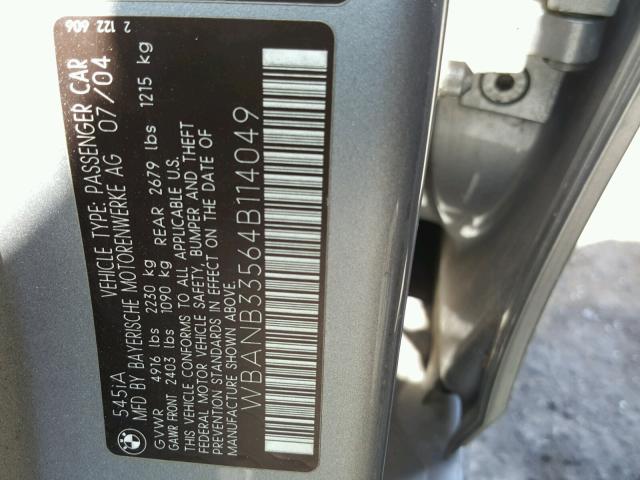 545iA
VEHICLE TYPE: PASSENGER CAR
MFD BY BAYERISCHE MOTORENWERKE AG 07/04
GVWR 4916 lbs 2230 kg
GAWR FRONT 2403 lbs 1090 kg REAR 2679 lbs 1215 kg
THIS VEHICLE CONFORMS TO ALL APPLICABLE U.S.
FEDERAL MOTOR VEHICLE SAFETY, BUMPER AND THEFT
PREVENTION STANDARDS IN EFFECT ON THE DATE OF
MANUFACTURE SHOWN ABOVE.
WBANB33564B114049
2 122 606